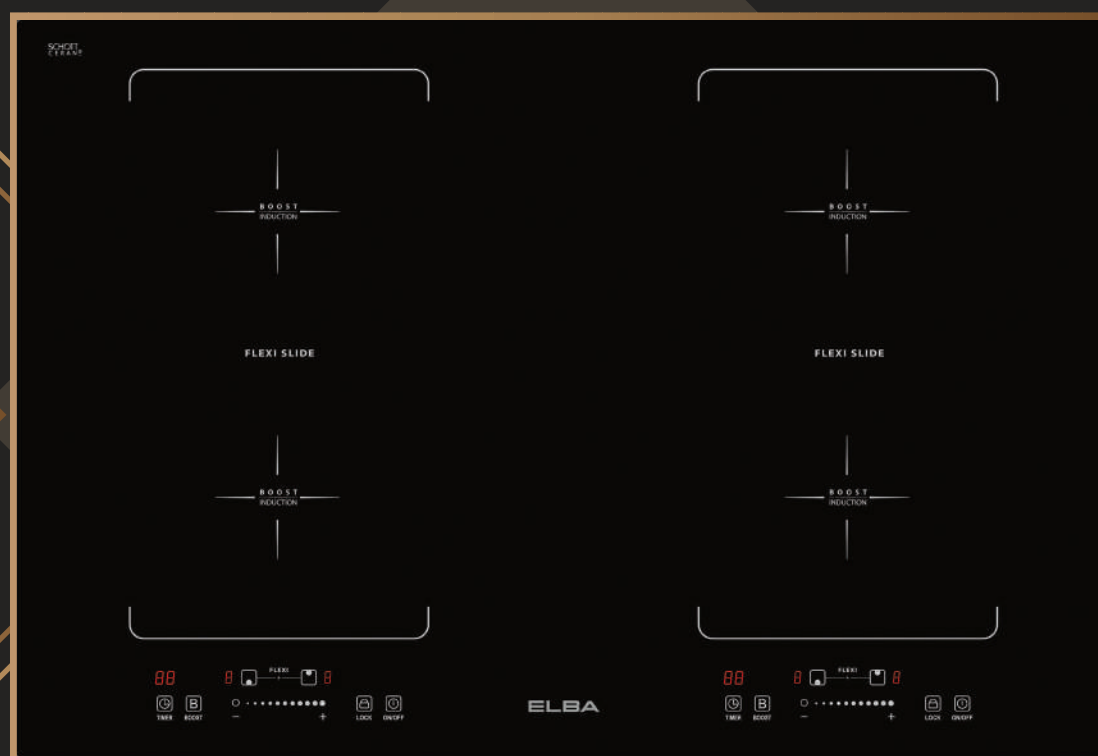 SCHOTT
CERAN®
BOOST
INDUCTION
BOOST
INDUCTION
FLEXI SLIDE
FLEXI SLIDE
BOOST
INDUCTION
BOOST
INDUCTION
FLEXI
FLEXI
88 8 8
88 8 8
B
B
TIMER BOOST - + LOCK ON/OFF
ELBA
TIMER BOOST - + LOCK ON/OFF